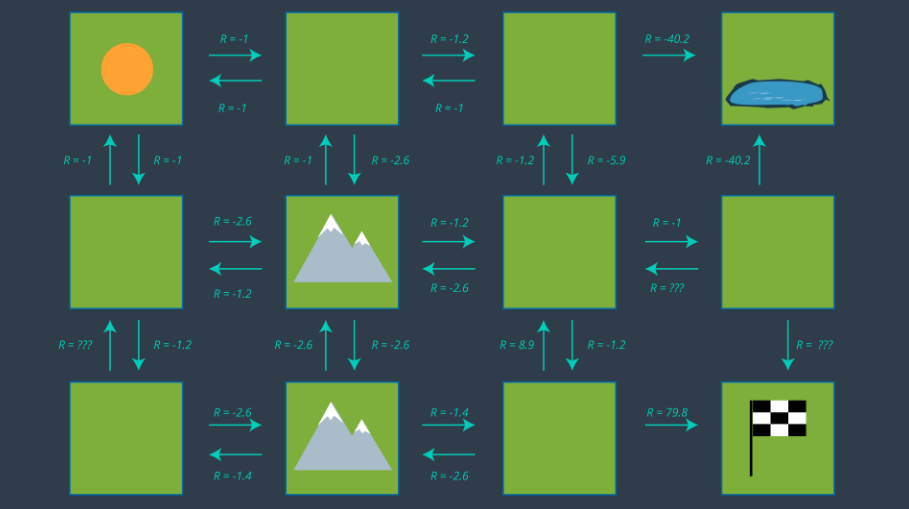 R = -1
R = -1.2
R = -40.2
R = -1
R = -1
R = -1
R = -1
R = -1
R = -2.6
R = -1.2
R = -5.9
R = -40.2
R = -2.6
R = -1.2
R = -1
R = -1.2
R = -2.6
R = ???
R = ???
R = -1.2
R = -2.6
R = -2.6
R = 8.9
R = -1.2
R = ???
R = -2.6
R = -1.4
R = 79.8
R = -1.4
R = -2.6